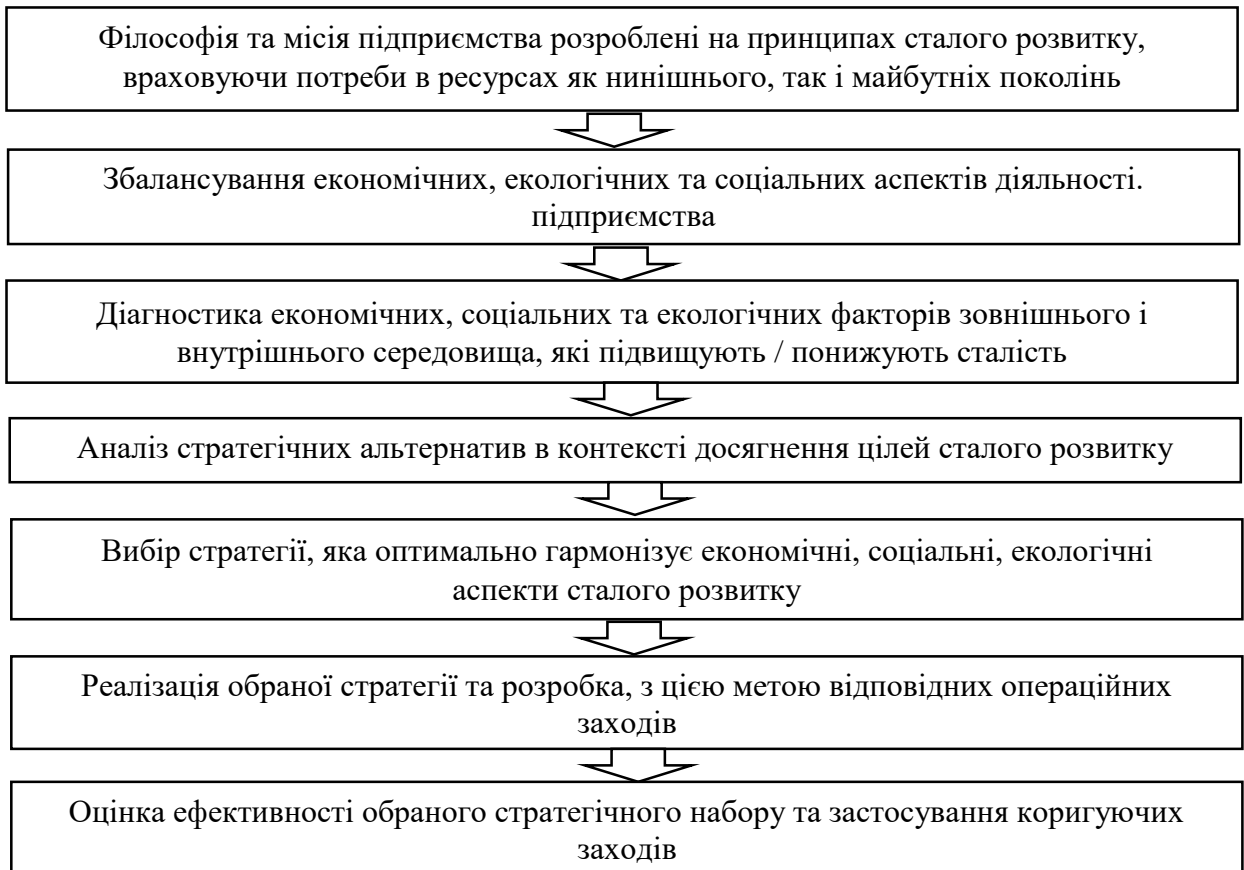 Філософія та місія підприємства розроблені на принципах сталого розвитку,
враховуючи потреби в ресурсах як нинішнього, так і майбутніх поколінь
Збалансування економічних, екологічних та соціальних аспектів діяльності.
підприємства
Діагностика економічних, соціальних та екологічних факторів зовнішнього і
внутрішнього середовища, які підвищують / понижують сталість
Аналіз стратегічних альтернатив в контексті досягнення цілей сталого розвитку
Вибір стратегії, яка оптимально гармонізує економічні, соціальні, екологічні
аспекти сталого розвитку
Реалізація обраної стратегії та розробка, з цією метою відповідних операційних
заходів
Оцінка ефективності обраного стратегічного набору та застосування коригуючих
заходів